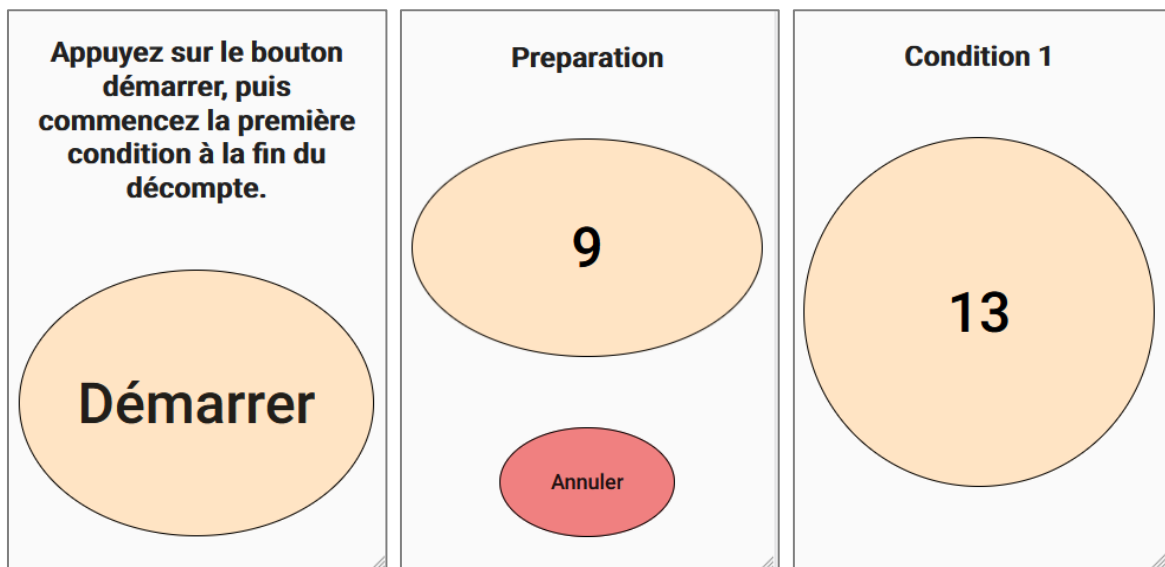 Appuyez sur le bouton
démarrer, puis
commencez la première
condition à la fin du
décompte.
Démarrer
Preparation
9
Annuler
Condition 1
13